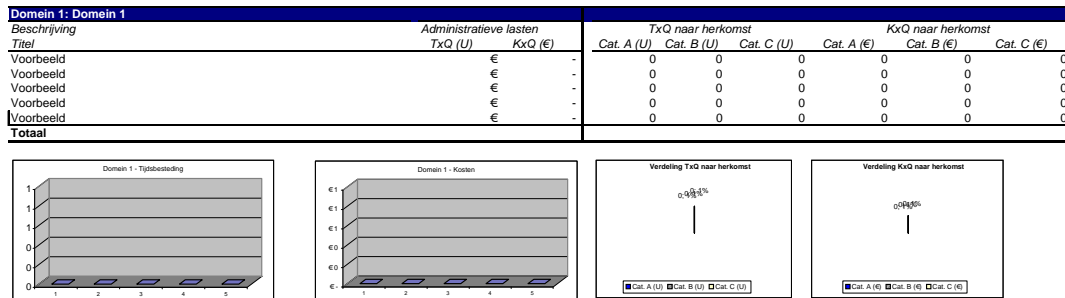 Domein 1: Domein 1
Beschrijving Administratieve lasten TxQ naar herkomst KxQ naar herkomst
Titel TxQ (U) KxQ (€) Cat. A (U) Cat. B (U) Cat. C (U) Cat. A (€) Cat. B (€) Cat. C (€)
Voorbeeld € - 0 0 0 0 0 0
Voorbeeld € - 0 0 0 0 0 0
Voorbeeld € - 0 0 0 0 0 0
Voorbeeld € - 0 0 0 0 0 0
Voorbeeld € - 0 0 0 0 0 0
Totaal
Domein 1 - Tijdsbesteding
1
1
1
0
0
0
1 2 3 4 5
Domein 1 - Kosten
€ 1
€ 1
€ 1
€ 0
€ 0
€ -
1 2 3 4 5
Verdeling TxQ naar herkomst
Cat. A (U) Cat. B (U) Cat. C (U)
Verdeling KxQ naar herkomst
Cat. A (€) Cat. B (€) Cat. C (€)